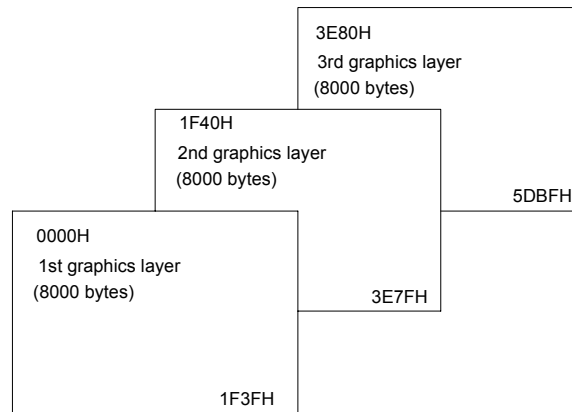 3E80H
3rd graphics layer
(8000 bytes)
1F40H
2nd graphics layer
(8000 bytes)
5DBFH
0000H
1st graphics layer
(8000 bytes)
3E7FH
1F3FH